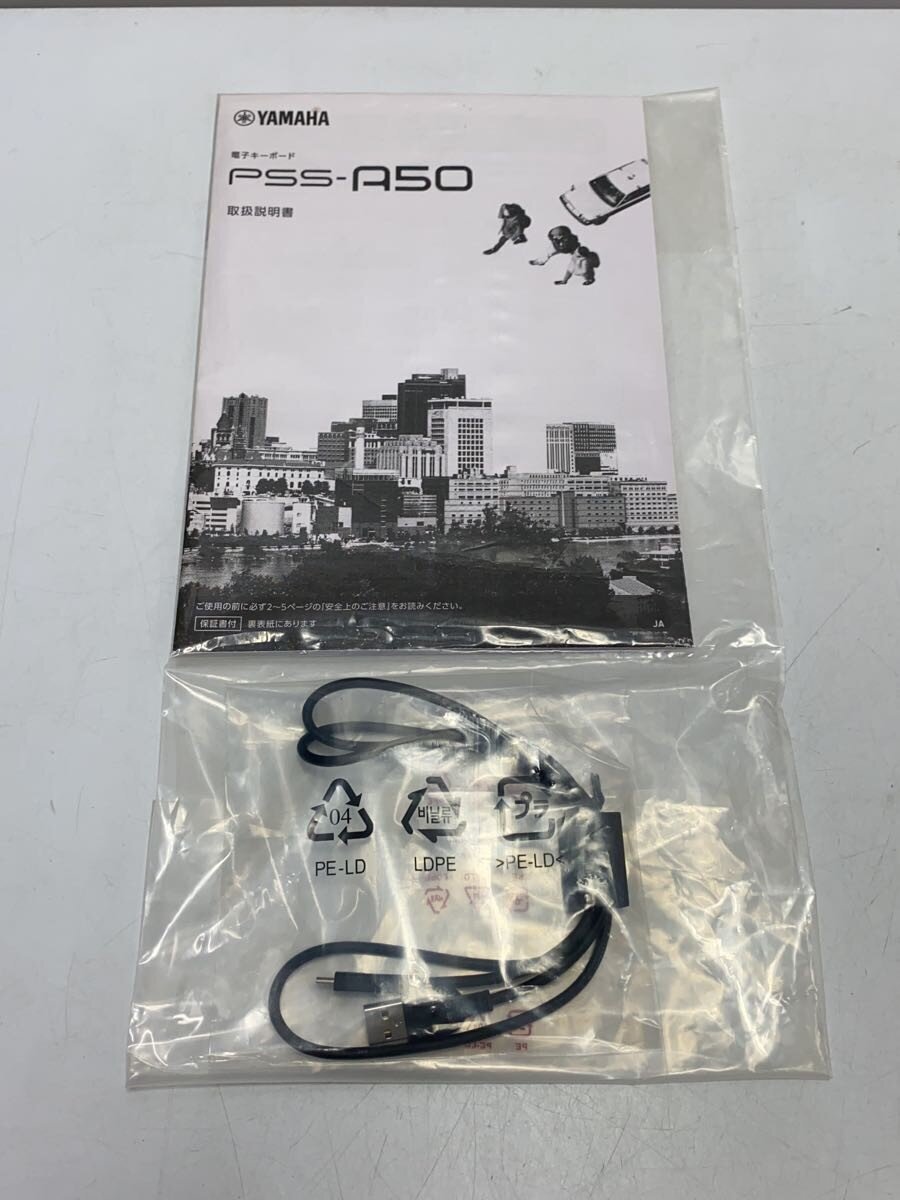 YAMAHA
電子キーボード
PSS-A50
取扱説明書
ご使用の前に必ず2～5ページの「安全上のご注意」をお読みください。
保証書付 裏表紙にあります
JA
04 비닐류 プラ
PE-LD LDPE >PE-LD<
PE